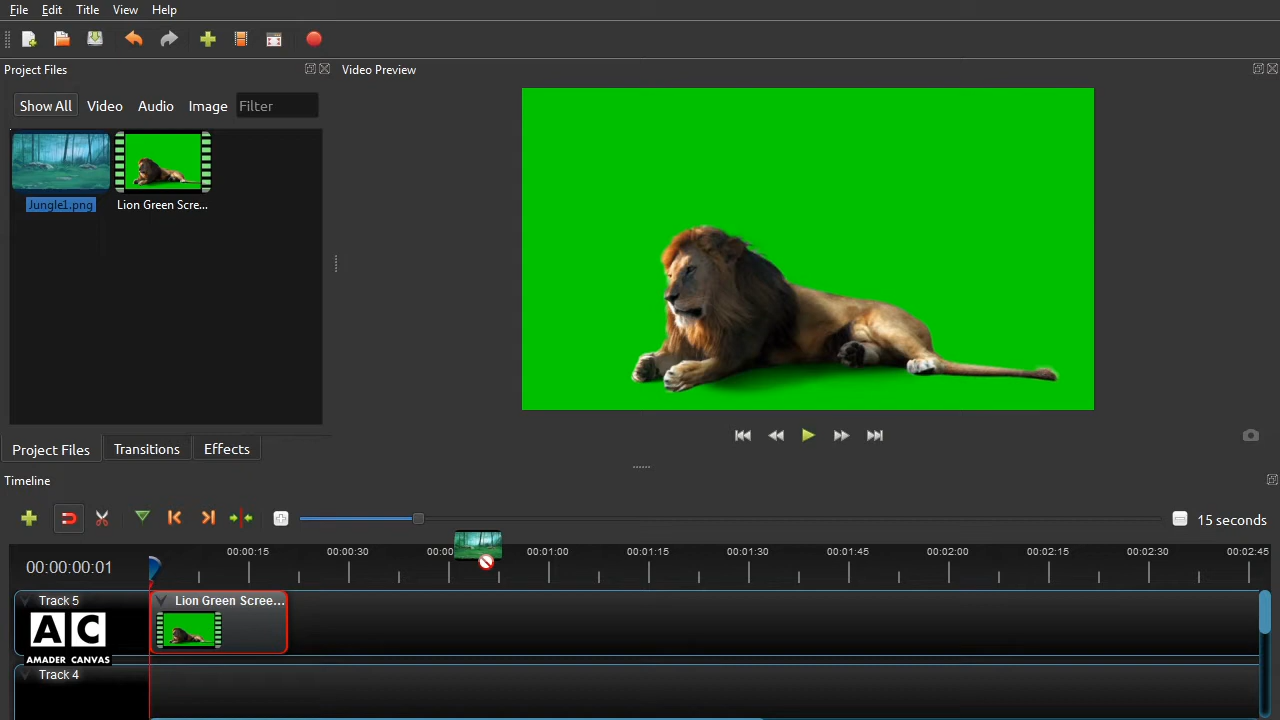 File Edit Title View Help
Project Files
Video Preview
Show All Video Audio Image Filter
Jungle1.png
Lion Green Scre...
Project Files Transitions Effects
Timeline
15 seconds
00:00:00:01
00:00:15 00:00:30 00:00 00:01:00 00:01:15 00:01:30 00:01:45 00:02:00 00:02:15 00:02:30 00:02:45
Track 5
Lion Green Scree...
AC
AMADER CANVAS
Track 4